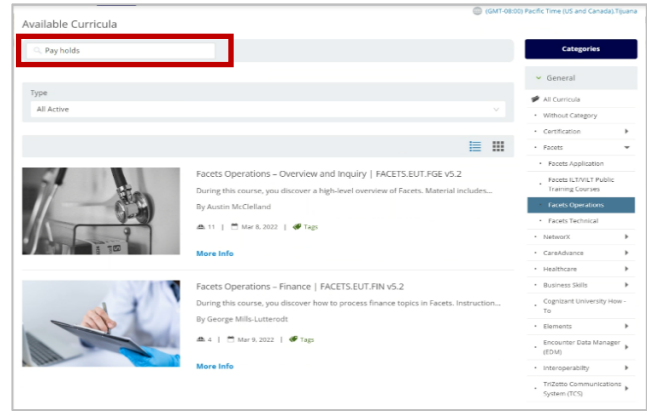 (GMT-08:00) Pacific Time (US and Canada),Tijuana
Available Curricula
Pay holds
Type
All Active
Facets Operations – Overview and Inquiry | FACETS.EUT.FGE v5.2
During this course, you discover a high-level overview of Facets. Material includes...
By Austin McClelland
11 | Mar 8, 2022 | Tags
More Info
Facets Operations – Finance | FACETS.EUT.FIN v5.2
During this course, you discover how to process finance topics in Facets. Instruction...
By George Mills-Lutterodt
4 | Mar 9, 2022 | Tags
More Info
Categories
General
All Curricula
Without Category
Certification
Facets
Facets Application
Facets ILT/VILT Public
Training Courses
Facets Operations
Facets Technical
NetworX
CareAdvance
Healthcare
Business Skills
Cognizant University How -
To
Elements
Encounter Data Manager
(EDM)
Interoperability
TriZetto Communications
System (TCS)